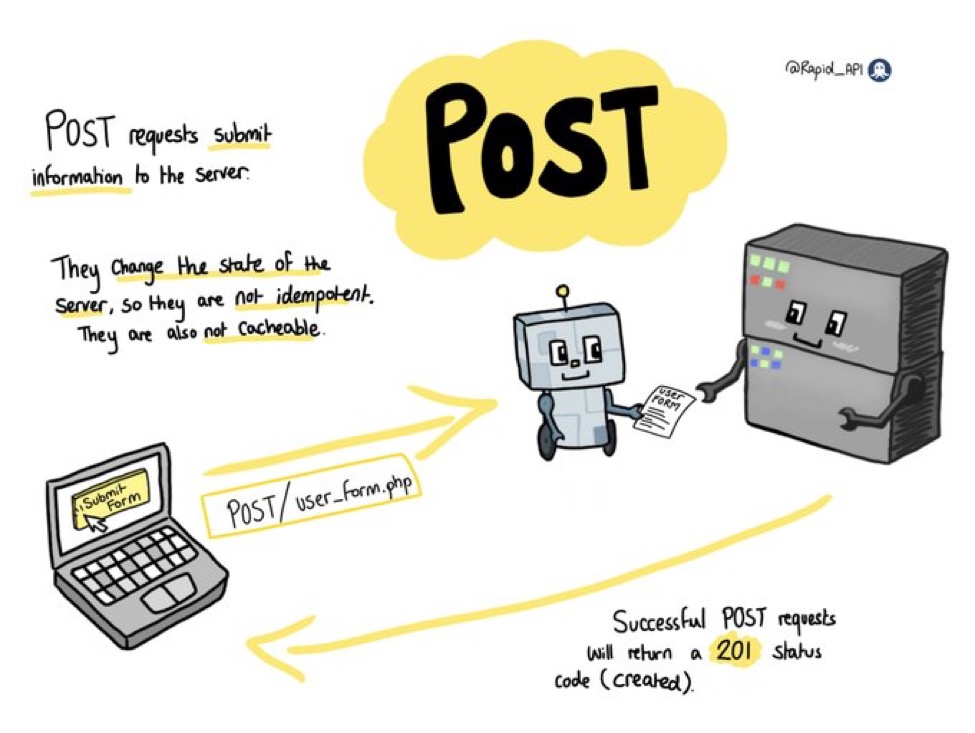 @Rapid_API
POST
POST requests submit
information to the server.
They change the state of the
server, so they are not idempotent.
They are also not cacheable.
user
FORM
Submit
Form
POST/user_form.php
Successful POST requests
will return a 201 status
code (created).